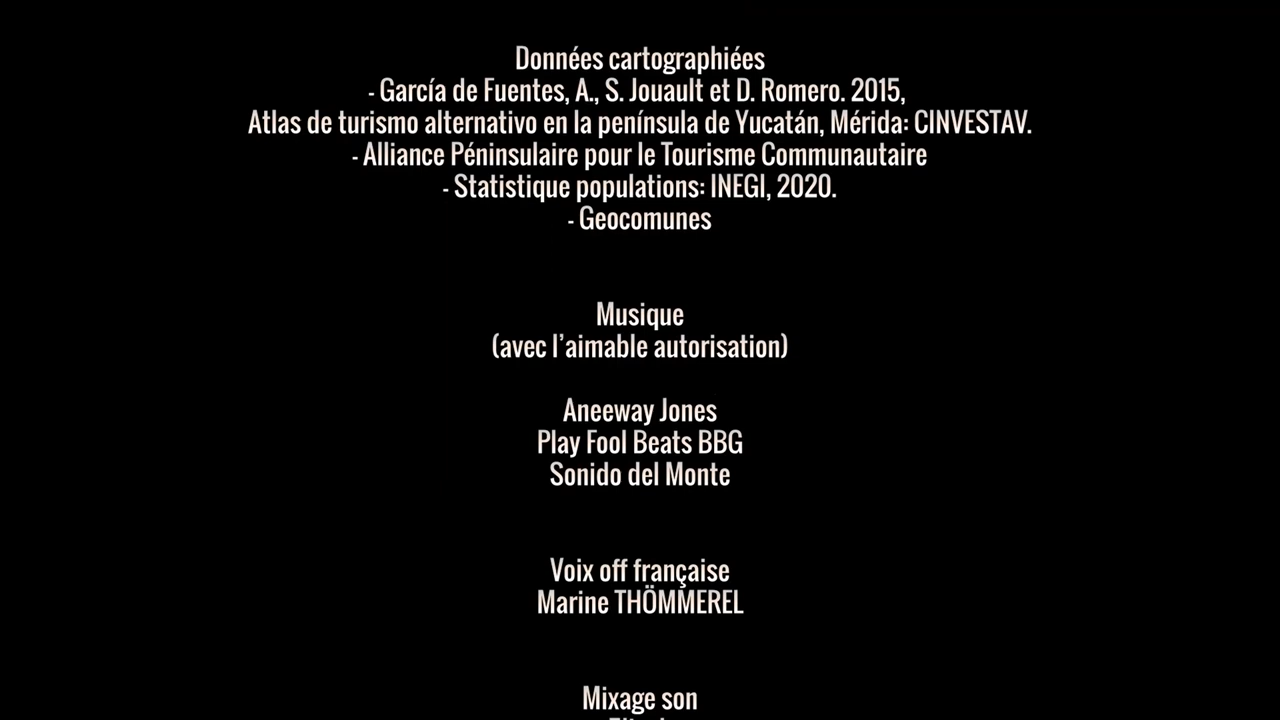 Données cartographiées
- García de Fuentes, A., S. Jouault et D. Romero. 2015,
Atlas de turismo alternativo en la península de Yucatán, Mérida: CINVESTAV.
- Alliance Péninsulaire pour le Tourisme Communautaire
- Statistique populations: INEGI, 2020.
- Geocomunes
Musique
(avec l’aimable autorisation)
Aneeway Jones
Play Fool Beats BBG
Sonido del Monte
Voix off française
Marine THÖMMEREL
Mixage son